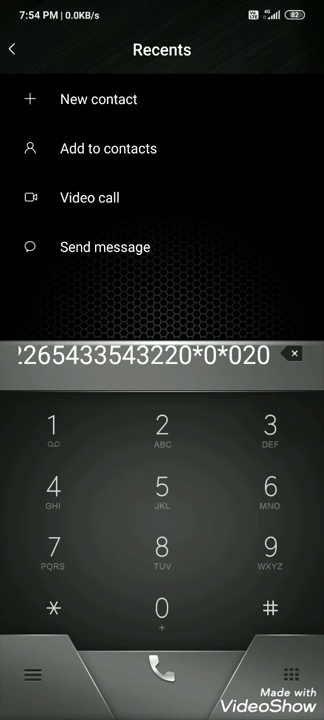 7:54 PM | 0.0KB/s
4G
82
Recents
New contact
Add to contacts
Video call
Send message
2265433543220*0*020
1
2 ABC
3 DEF
4 GHI
5 JKL
6 MNO
7 PQRS
8 TUV
9 WXYZ
*
0 +
#
Made with
VideoShow